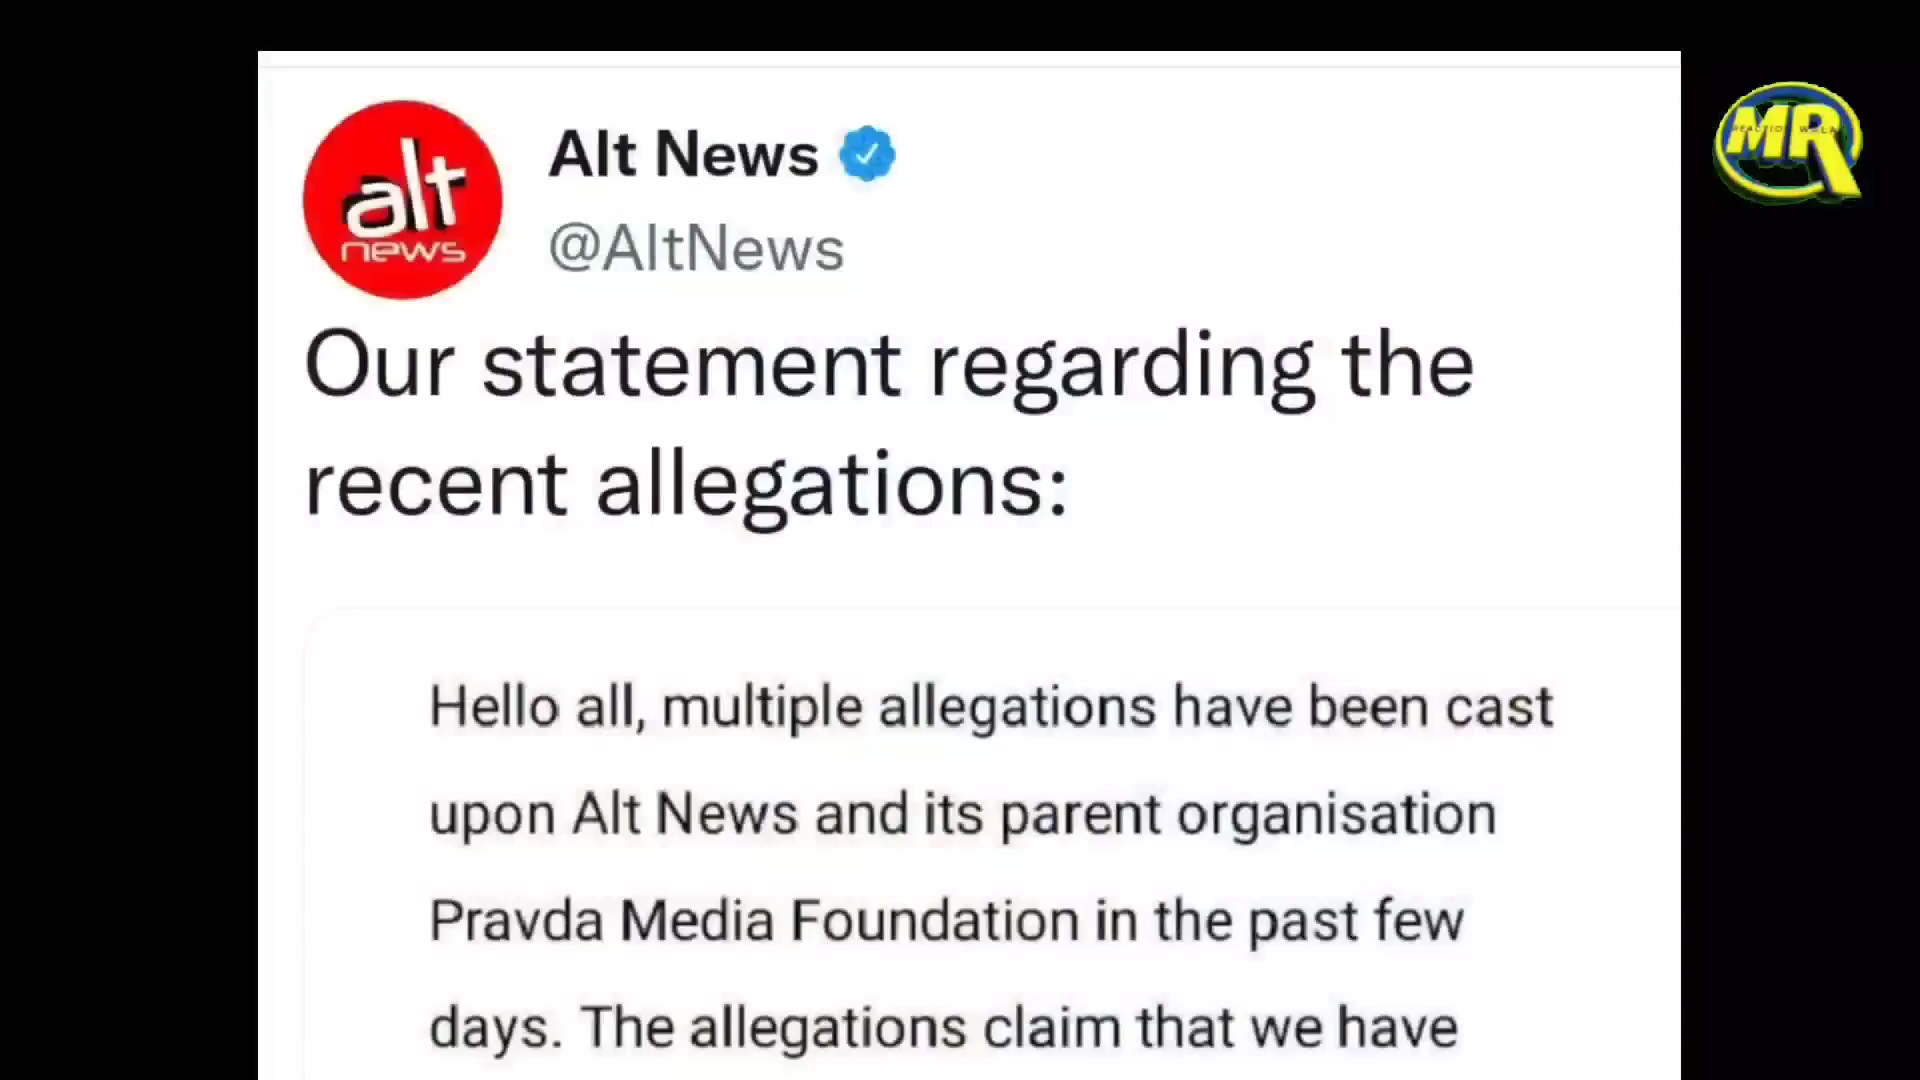 alt
news
Alt News
@AltNews
MR
REACTION WALA
Our statement regarding the
recent allegations:
Hello all, multiple allegations have been cast
upon Alt News and its parent organisation
Pravda Media Foundation in the past few
days. The allegations claim that we have